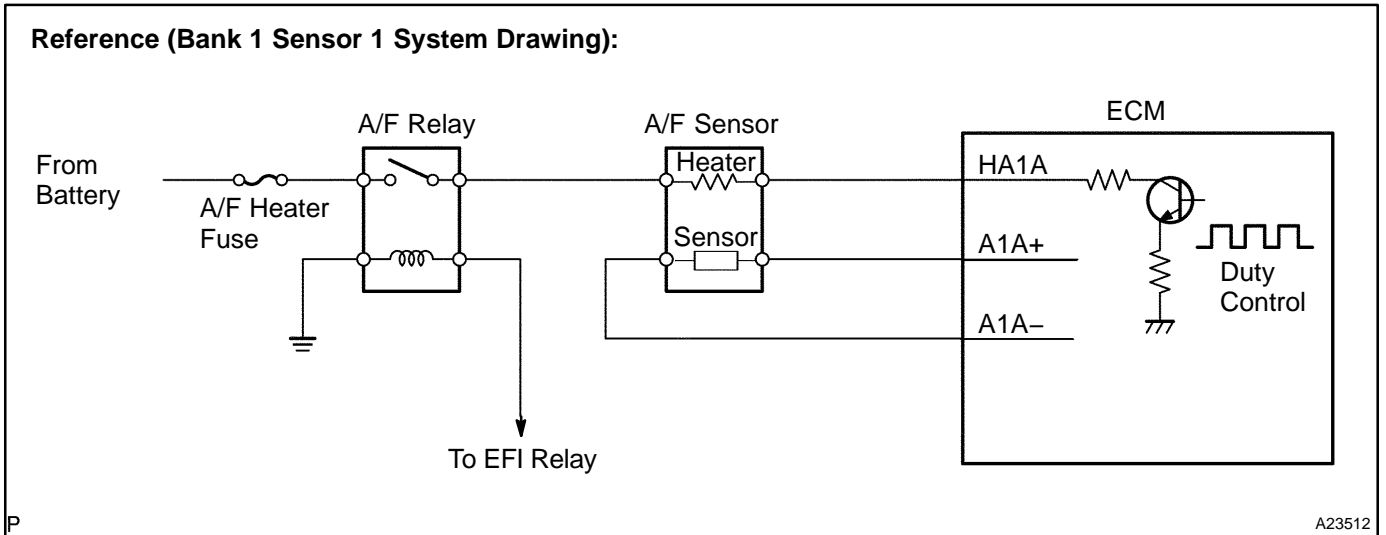 Reference (Bank 1 Sensor 1 System Drawing):
ECM
A/F Relay
A/F Sensor
From
Battery
Heater
HA1A
A/F Heater
Fuse
Sensor
A1A+
Duty
Control
A1A−
To EFI Relay
P
A23512